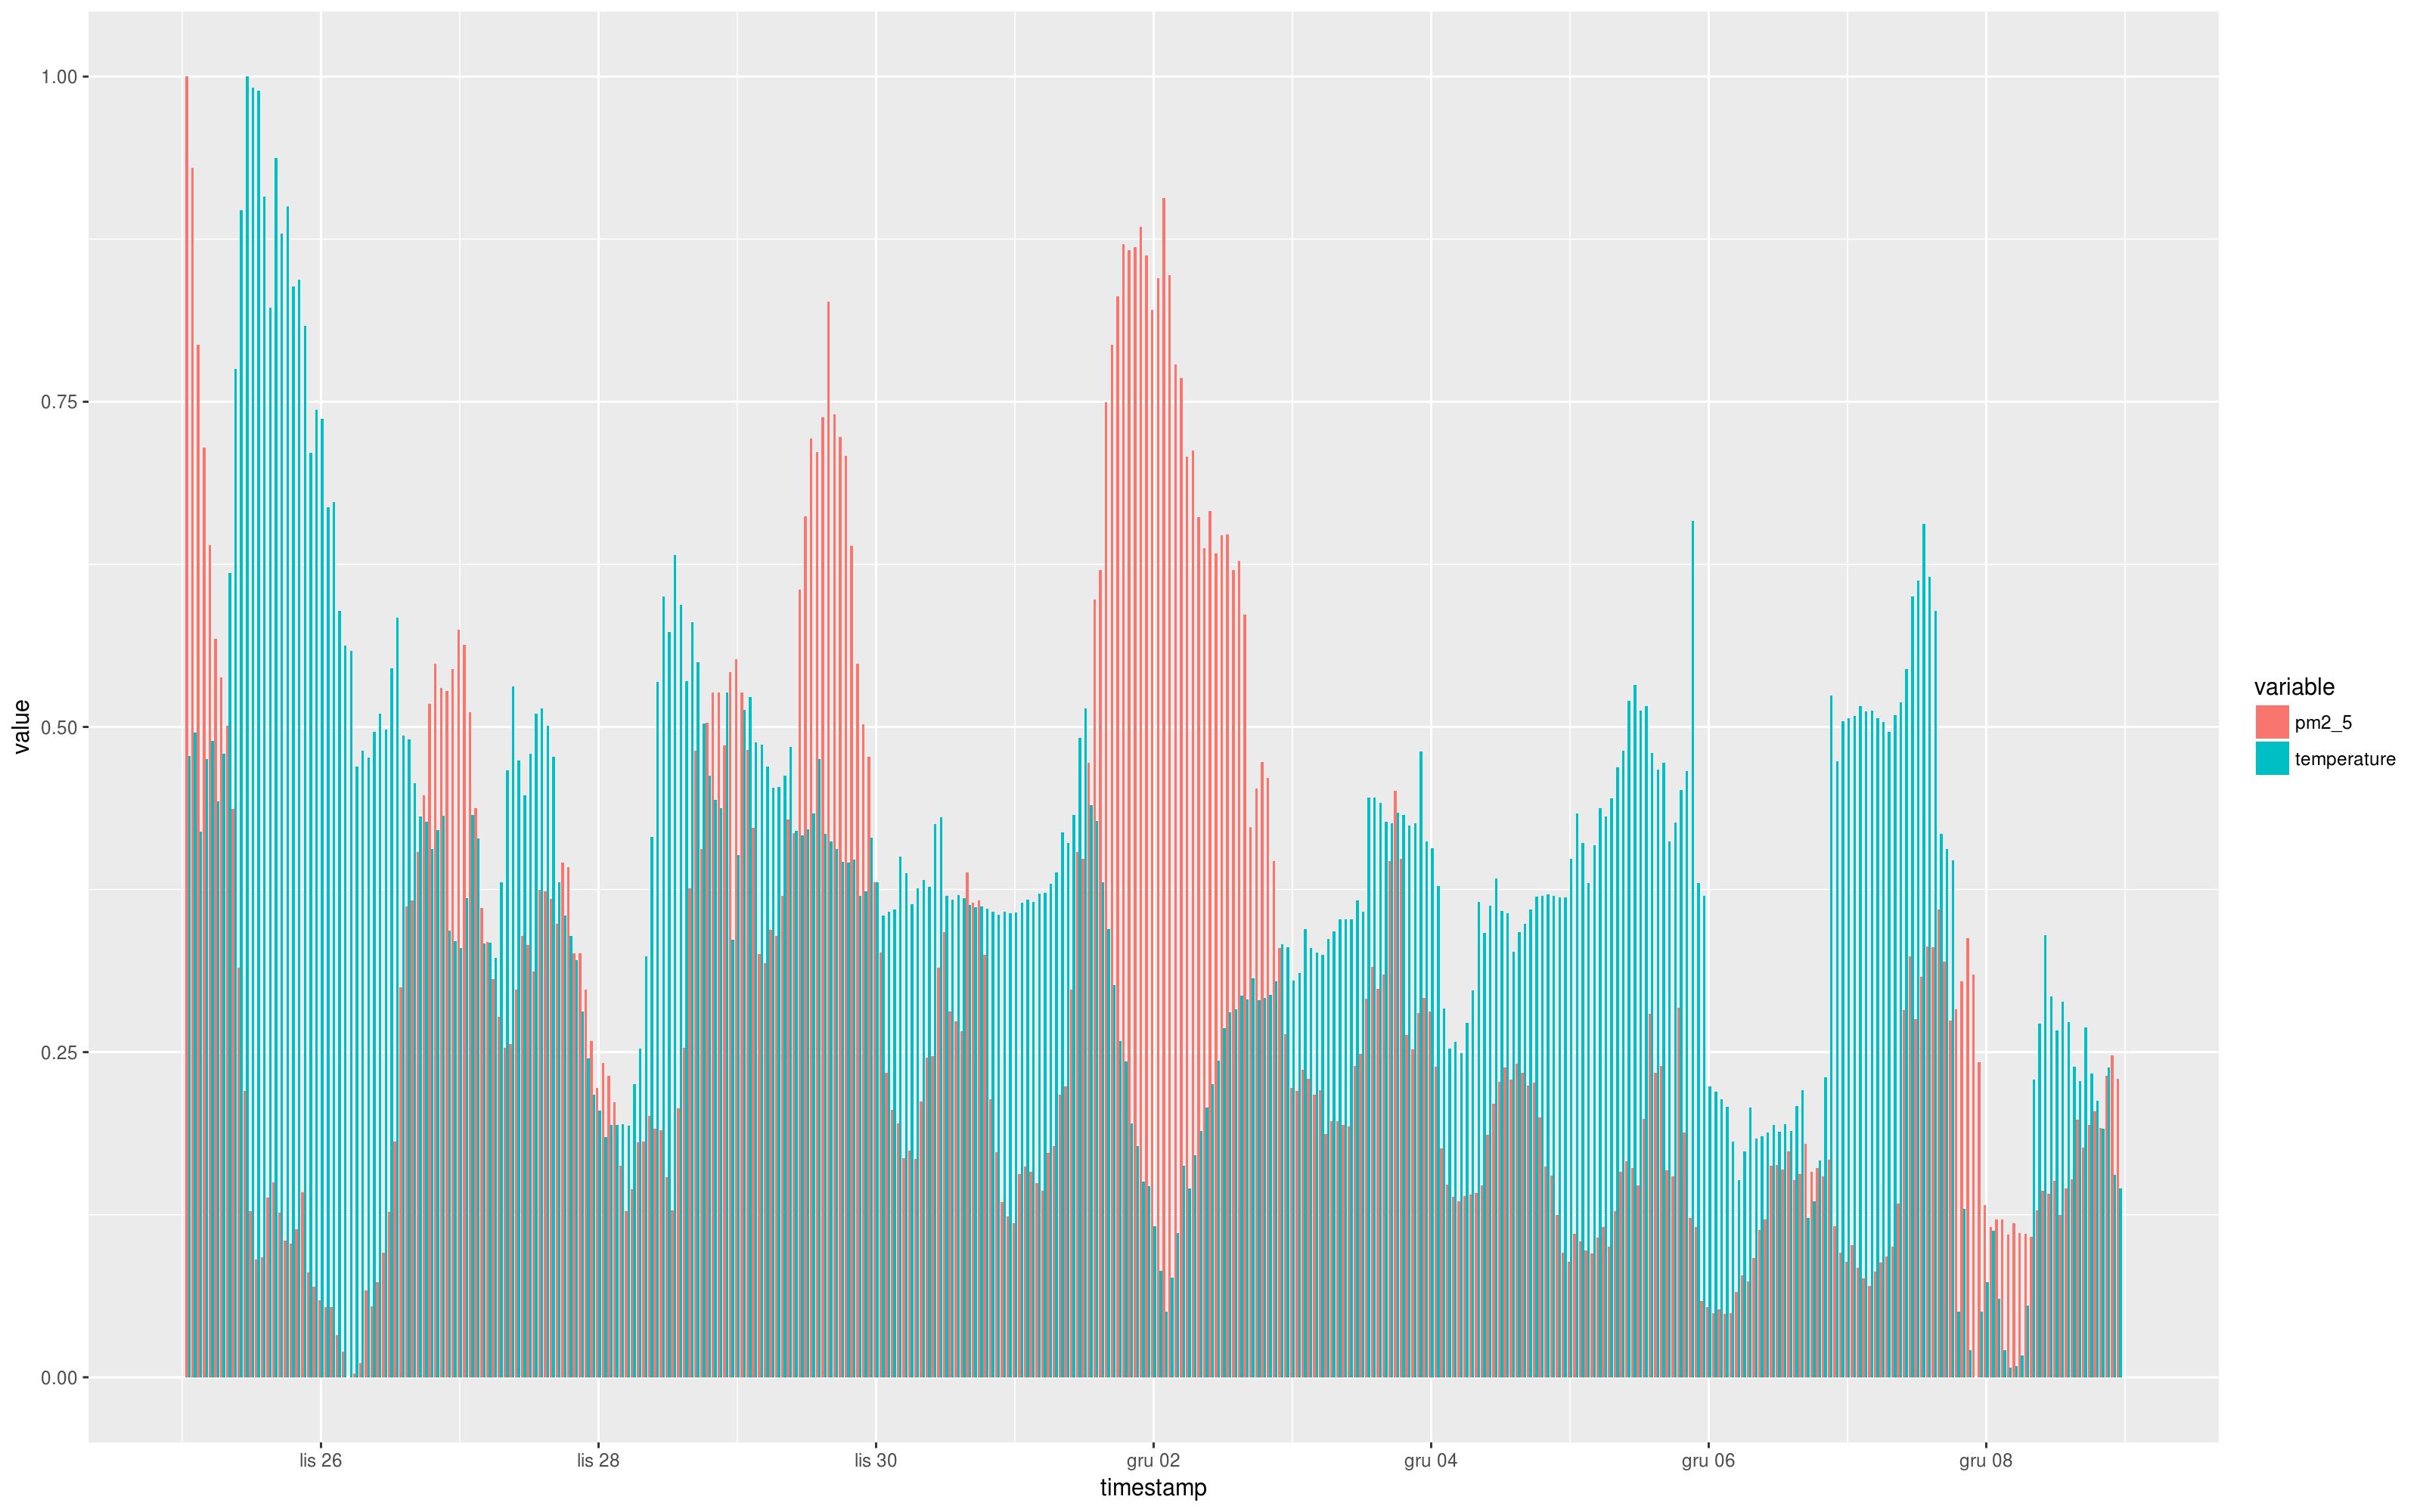 1.00
0.75
0.50
0.25
0.00
value
lis 26
lis 28
lis 30
gru 02
gru 04
gru 06
gru 08
timestamp
variable
pm2_5
temperature